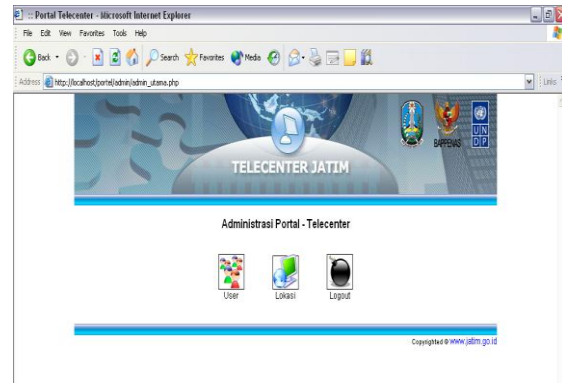 :: Portal Telecenter - Microsoft Internet Explorer
File Edit View Favorites Tools Help
Back Search Favorites Media
Address http://localhost/portel/admin/admin_utama.php Links
TELECENTER JATIM
BAPPENAS
U N
D P
Administrasi Portal - Telecenter
User Lokasi Logout
Copyrighted @ www.jatim.go.id